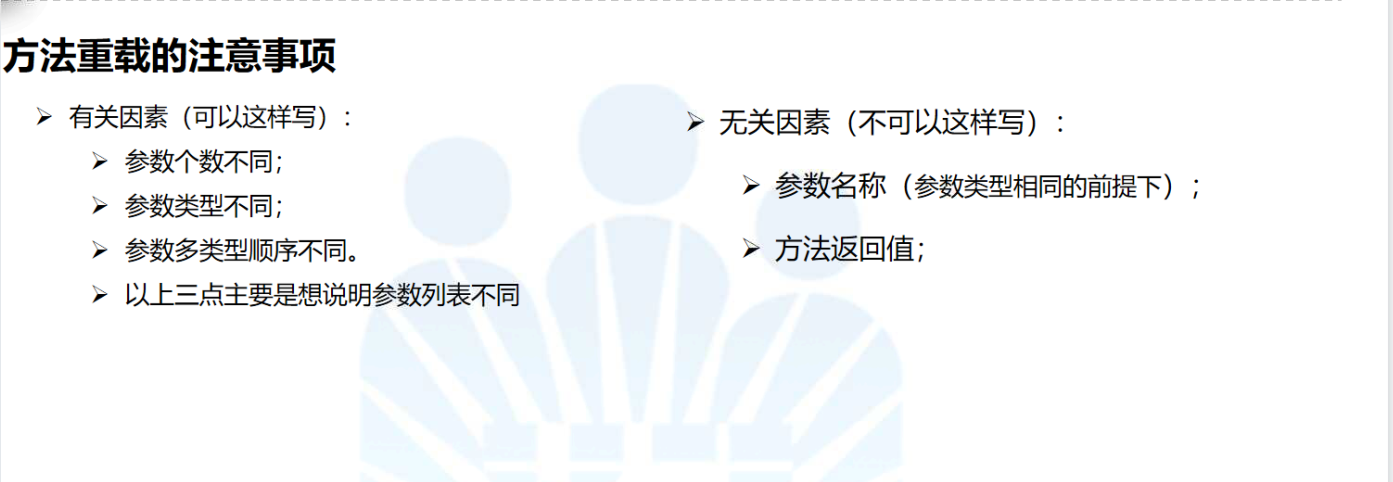 方法重载的注意事项
有关因素（可以这样写）：
参数个数不同；
参数类型不同；
参数多类型顺序不同。
以上三点主要是想说明参数列表不同
无关因素（不可以这样写）：
参数名称（参数类型相同的前提下）；
方法返回值；